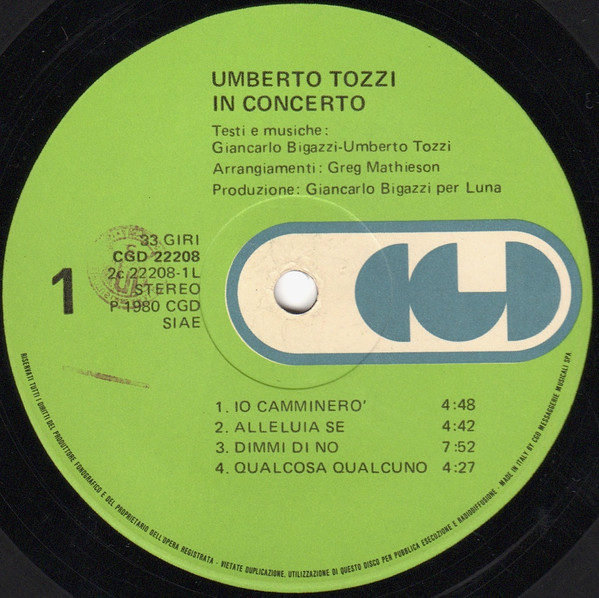 UMBERTO TOZZI
IN CONCERTO
Testi e musiche:
Giancarlo Bigazzi-Umberto Tozzi
Arrangiamenti: Greg Mathieson
Produzione: Giancarlo Bigazzi per Luna
33 GIRI
CGD 22208
2c 22208-1 L
STEREO
P 1980 CGD
SIAE
1
CGD
1. IO CAMMINERO' 4:48
2. ALLELUIA SE 4:42
3. DIMMI DI NO 7:52
4. QUALCOSA QUALCUNO 4:27
RISERVATI TUTTI I DIRITTI DEL PRODUTTORE FONOGRAFICO E DEL PROPRIETARIO DELL'OPERA REGISTRATA - VIETATE DUPLICAZIONE, UTILIZZAZIONE DI QUESTO DISCO PER PUBBLICA ESECUZIONE E RADIODIFFUSIONE - MADE IN ITALY BY CGD MESSAGGERIE MUSICALI SPA